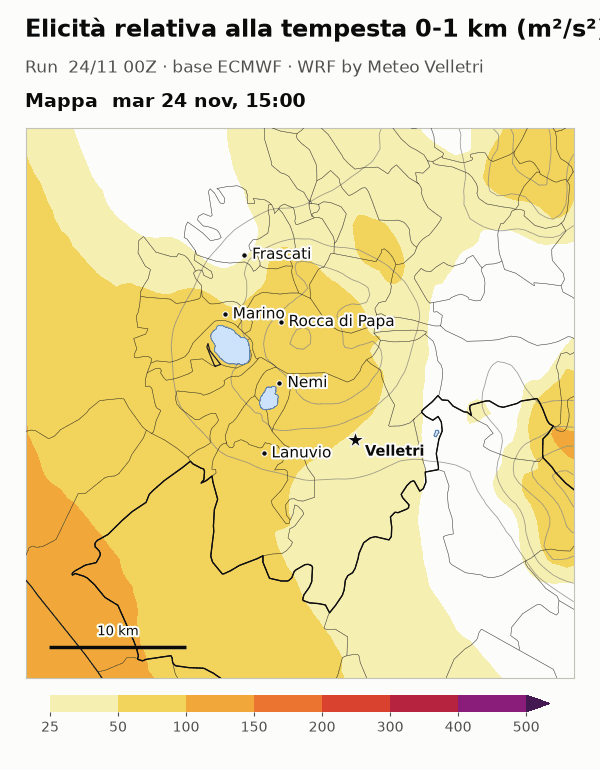 Elicità relativa alla tempesta 0-1 km (m²/s²)
Run 24/11 00Z · base ECMWF · WRF by Meteo Velletri
Mappa mar 24 nov, 15:00
Frascati
Marino
Rocca di Papa
Nemi
Velletri
Lanuvio
10 km
25 50 100 150 200 300 400 500